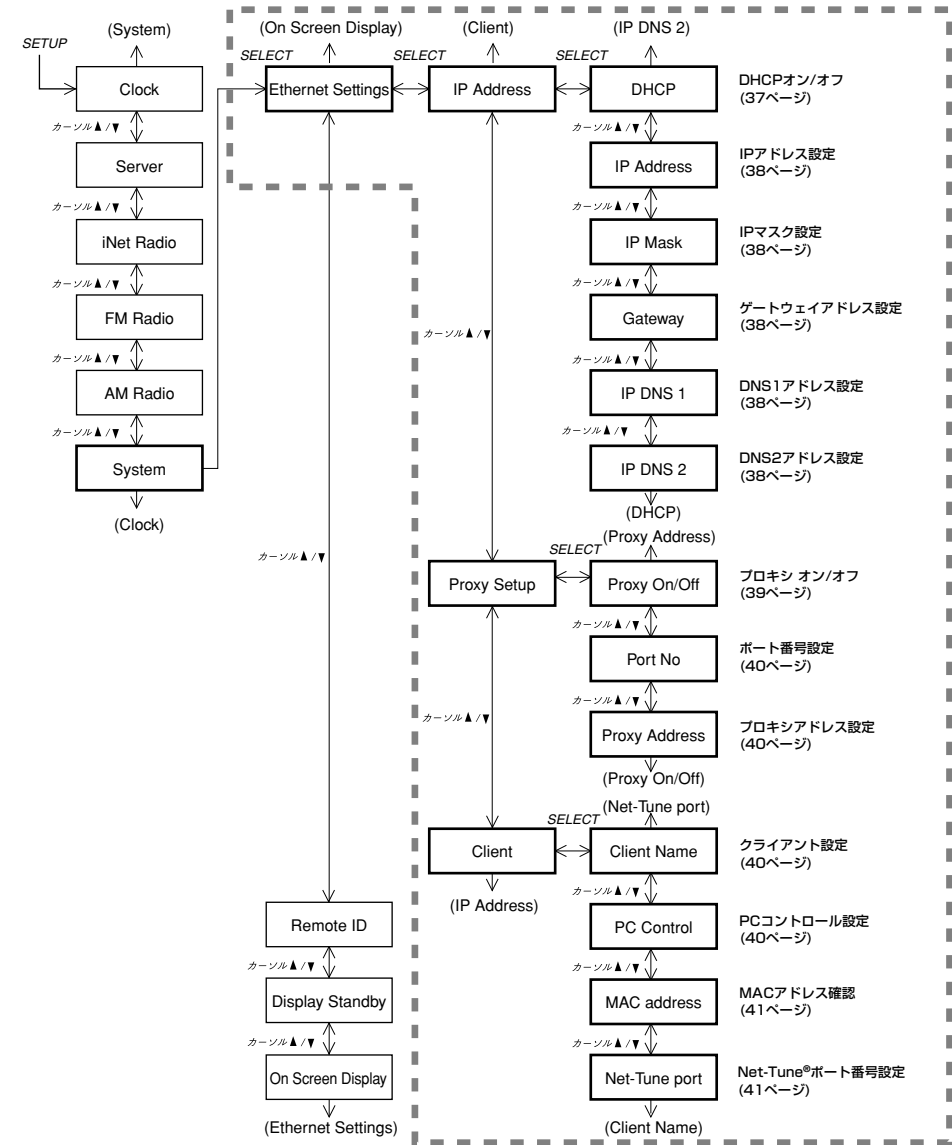 (System)
(On Screen Display)
(Client)
(IP DNS 2)
SETUP
SELECT
SELECT
SELECT
Clock
Ethernet Settings
IP Address
DHCP
DHCPオン/オフ
(37ページ)
カーソル▲/▼
カーソル▲/▼
Server
IP Address
IPアドレス設定
(38ページ)
カーソル▲/▼
カーソル▲/▼
iNet Radio
IP Mask
IPマスク設定
(38ページ)
カーソル▲/▼
カーソル▲/▼
FM Radio
カーソル▲/▼
Gateway
ゲートウェイアドレス設定
(38ページ)
カーソル▲/▼
カーソル▲/▼
AM Radio
IP DNS 1
DNS1アドレス設定
(38ページ)
カーソル▲/▼
カーソル▲/▼
System
IP DNS 2
DNS2アドレス設定
(38ページ)
(Clock)
(DHCP)
(Proxy Address)
カーソル▲/▼
SELECT
Proxy Setup
Proxy On/Off
プロキシ オン/オフ
(39ページ)
カーソル▲/▼
Port No
ポート番号設定
(40ページ)
カーソル▲/▼
カーソル▲/▼
Proxy Address
プロキシアドレス設定
(40ページ)
(Proxy On/Off)
(Net-Tune port)
SELECT
Client
Client Name
クライアント設定
(40ページ)
カーソル▲/▼
(IP Address)
Remote ID
PC Control
PCコントロール設定
(40ページ)
カーソル▲/▼
カーソル▲/▼
Display Standby
MAC address
MACアドレス確認
(41ページ)
カーソル▲/▼
カーソル▲/▼
On Screen Display
Net-Tune port
Net-Tune®ポート番号設定
(41ページ)
(Ethernet Settings)
(Client Name)